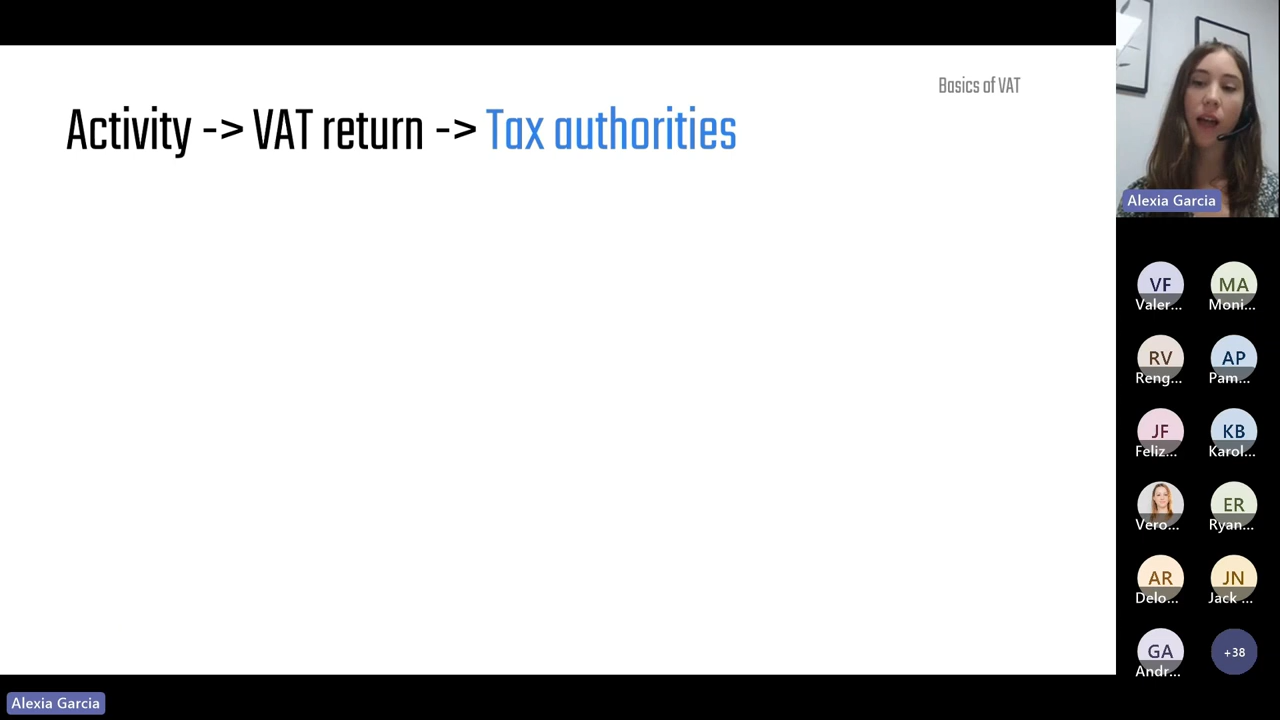 Basics of VAT
Activity -> VAT return -> Tax authorities
Alexia Garcia
VF
Valer...
MA
Moni...
RV
Reng...
AP
Pam...
JF
Feliz...
KB
Karol...
Vero...
ER
Ryan...
AR
Delo...
JN
Jack ...
GA
Andr...
+38
Alexia Garcia